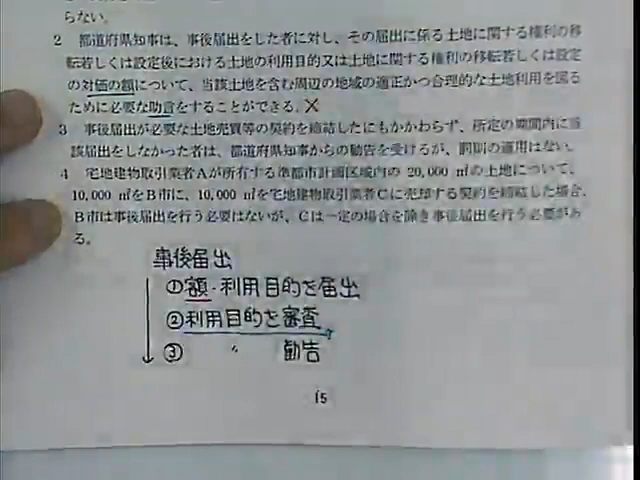 らない。
2 都道府県知事は、事後届出をした者に対し、その届出に係る土地に関する権利の移
転若しくは設定後における土地の利用目的又は土地に関する権利の移転若しくは設定
の対価の額について、当該土地を含む周辺の地域の適正かつ合理的な土地利用を図る
ために必要な助言をすることができる。×
3 事後届出が必要な土地売買等の契約を締結したにもかかわらず、所定の期間内に当
該届出をしなかった者は、都道府県知事からの勧告を受けるが、罰則の適用はない。
4 宅地建物取引業者Aが所有する準都市計画区域内の 20,000 ㎡の土地について、
10,000 ㎡をB市に、10,000 ㎡を宅地建物取引業者Cに売却する契約を締結した場合、
B市は事後届出を行う必要はないが、Cは一定の場合を除き事後届出を行う必要があ
る。
事後届出
①額・利用目的を届出
②利用目的を審査
③ 〃 勧告
15